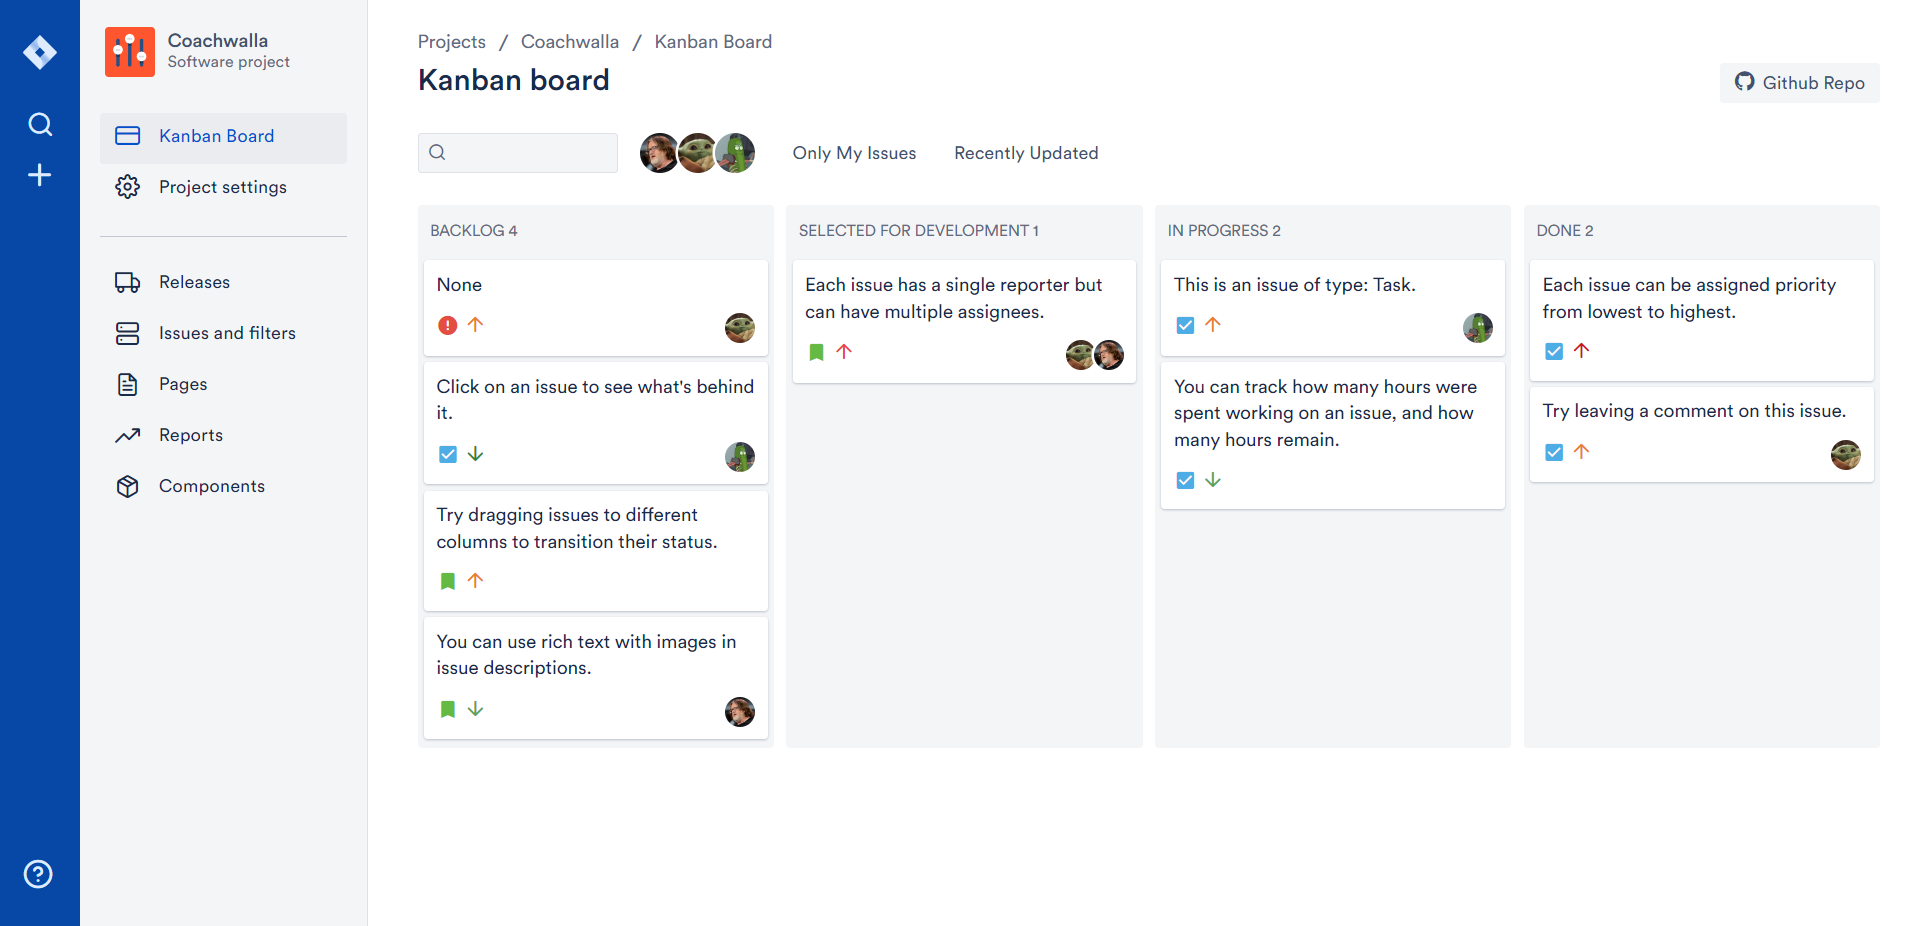 Coachwalla
Software project
Kanban Board
Project settings
Releases
Issues and filters
Pages
Reports
Components
Projects / Coachwalla / Kanban Board
Kanban board
Github Repo
Only My Issues
Recently Updated
BACKLOG 4
None
Click on an issue to see what's behind
it.
Try dragging issues to different
columns to transition their status.
You can use rich text with images in
issue descriptions.
SELECTED FOR DEVELOPMENT 1
Each issue has a single reporter but
can have multiple assignees.
IN PROGRESS 2
This is an issue of type: Task.
You can track how many hours were
spent working on an issue, and how
many hours remain.
DONE 2
Each issue can be assigned priority
from lowest to highest.
Try leaving a comment on this issue.